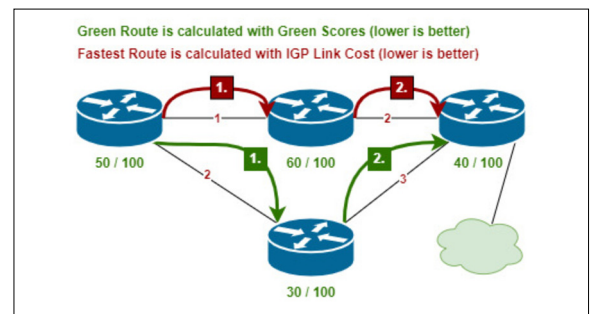 Green Route is calculated with Green Scores (lower is better)
Fastest Route is calculated with IGP Link Cost (lower is better)
1.
2.
1
2
50 / 100
1.
60 / 100
2.
40 / 100
2
3
30 / 100